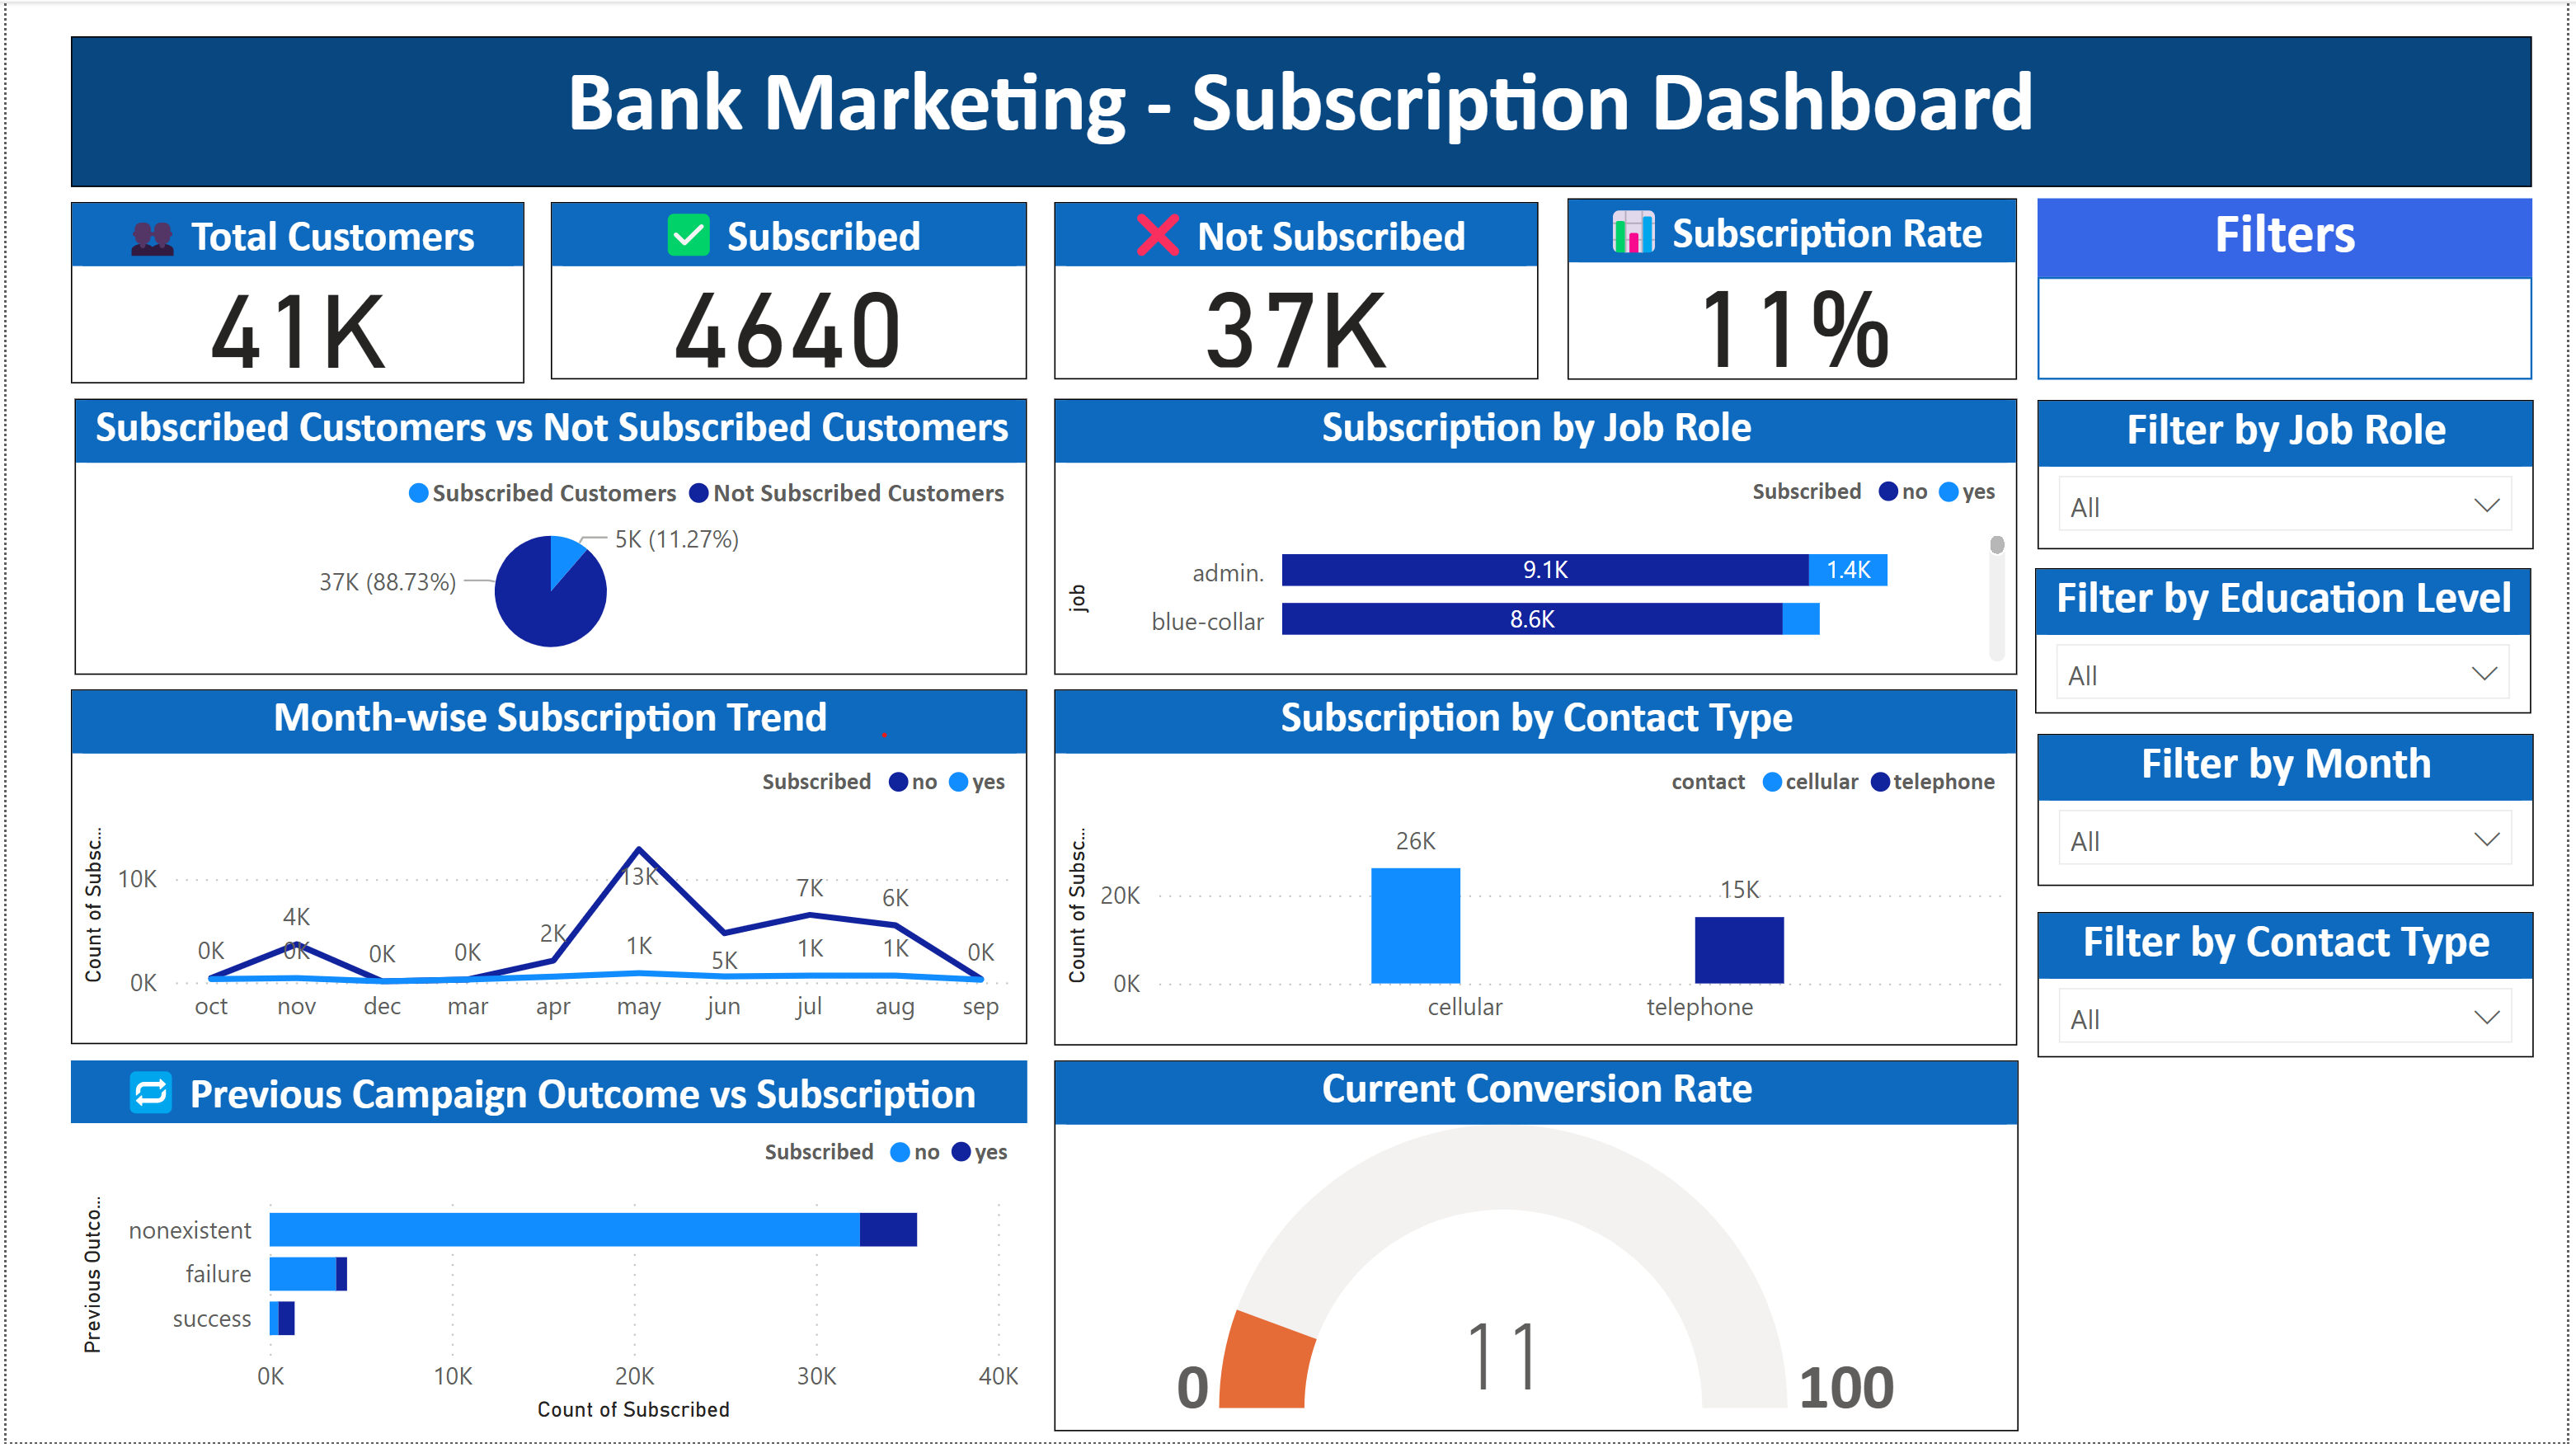 Bank Marketing - Subscription Dashboard
Total Customers
41K
Subscribed
4640
Not Subscribed
37K
Subscription Rate
11%
Filters
Subscribed Customers vs Not Subscribed Customers
Subscribed Customers Not Subscribed Customers
5K (11.27%)
37K (88.73%)
Subscription by Job Role
Subscribed no yes
job
admin. 9.1K 1.4K
blue-collar 8.6K
Filter by Job Role
All
Filter by Education Level
All
Filter by Month
All
Filter by Contact Type
All
Month-wise Subscription Trend
Subscribed no yes
Count of Subsc...
10K
0K
13K
7K
6K
4K
2K
0K 0K 0K 0K 1K 5K 1K 1K 0K
oct nov dec mar apr may jun jul aug sep
Subscription by Contact Type
contact cellular telephone
Count of Subsc...
26K
20K
15K
0K
cellular telephone
Previous Campaign Outcome vs Subscription
Subscribed no yes
Previous Outco...
nonexistent
failure
success
0K 10K 20K 30K 40K
Count of Subscribed
Current Conversion Rate
11
0 100